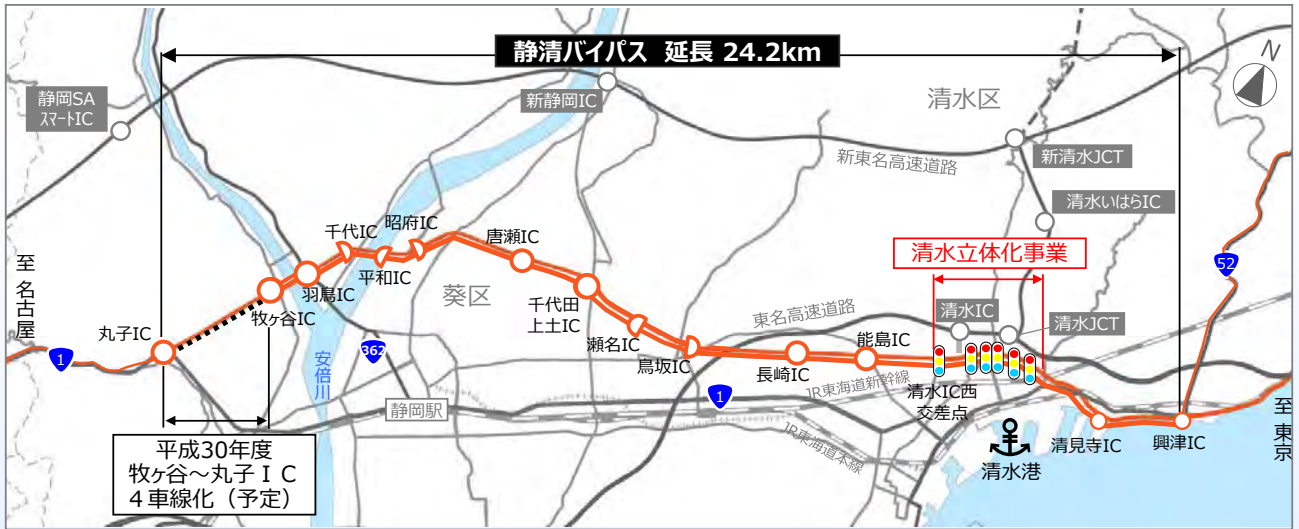 静清バイパス 延長 24.2km
N
静岡SA
スマートIC
新静岡IC
清水区
新東名高速道路
新清水JCT
清水いはらIC
52
清水立体化事業
千代IC
昭府IC
平和IC
唐瀬IC
羽鳥IC
牧ヶ谷IC
葵区
千代田
上土IC
瀬名IC
鳥坂IC
東名高速道路
清水IC
清水JCT
能島IC
長崎IC
至名古屋
丸子IC
1
安倍川
362
静岡駅
1
JR東海道新幹線
JR東海道本線
清水IC西
交差点
清水港
清見寺IC
興津IC
至東京
平成30年度
牧ヶ谷～丸子ＩＣ
４車線化（予定）